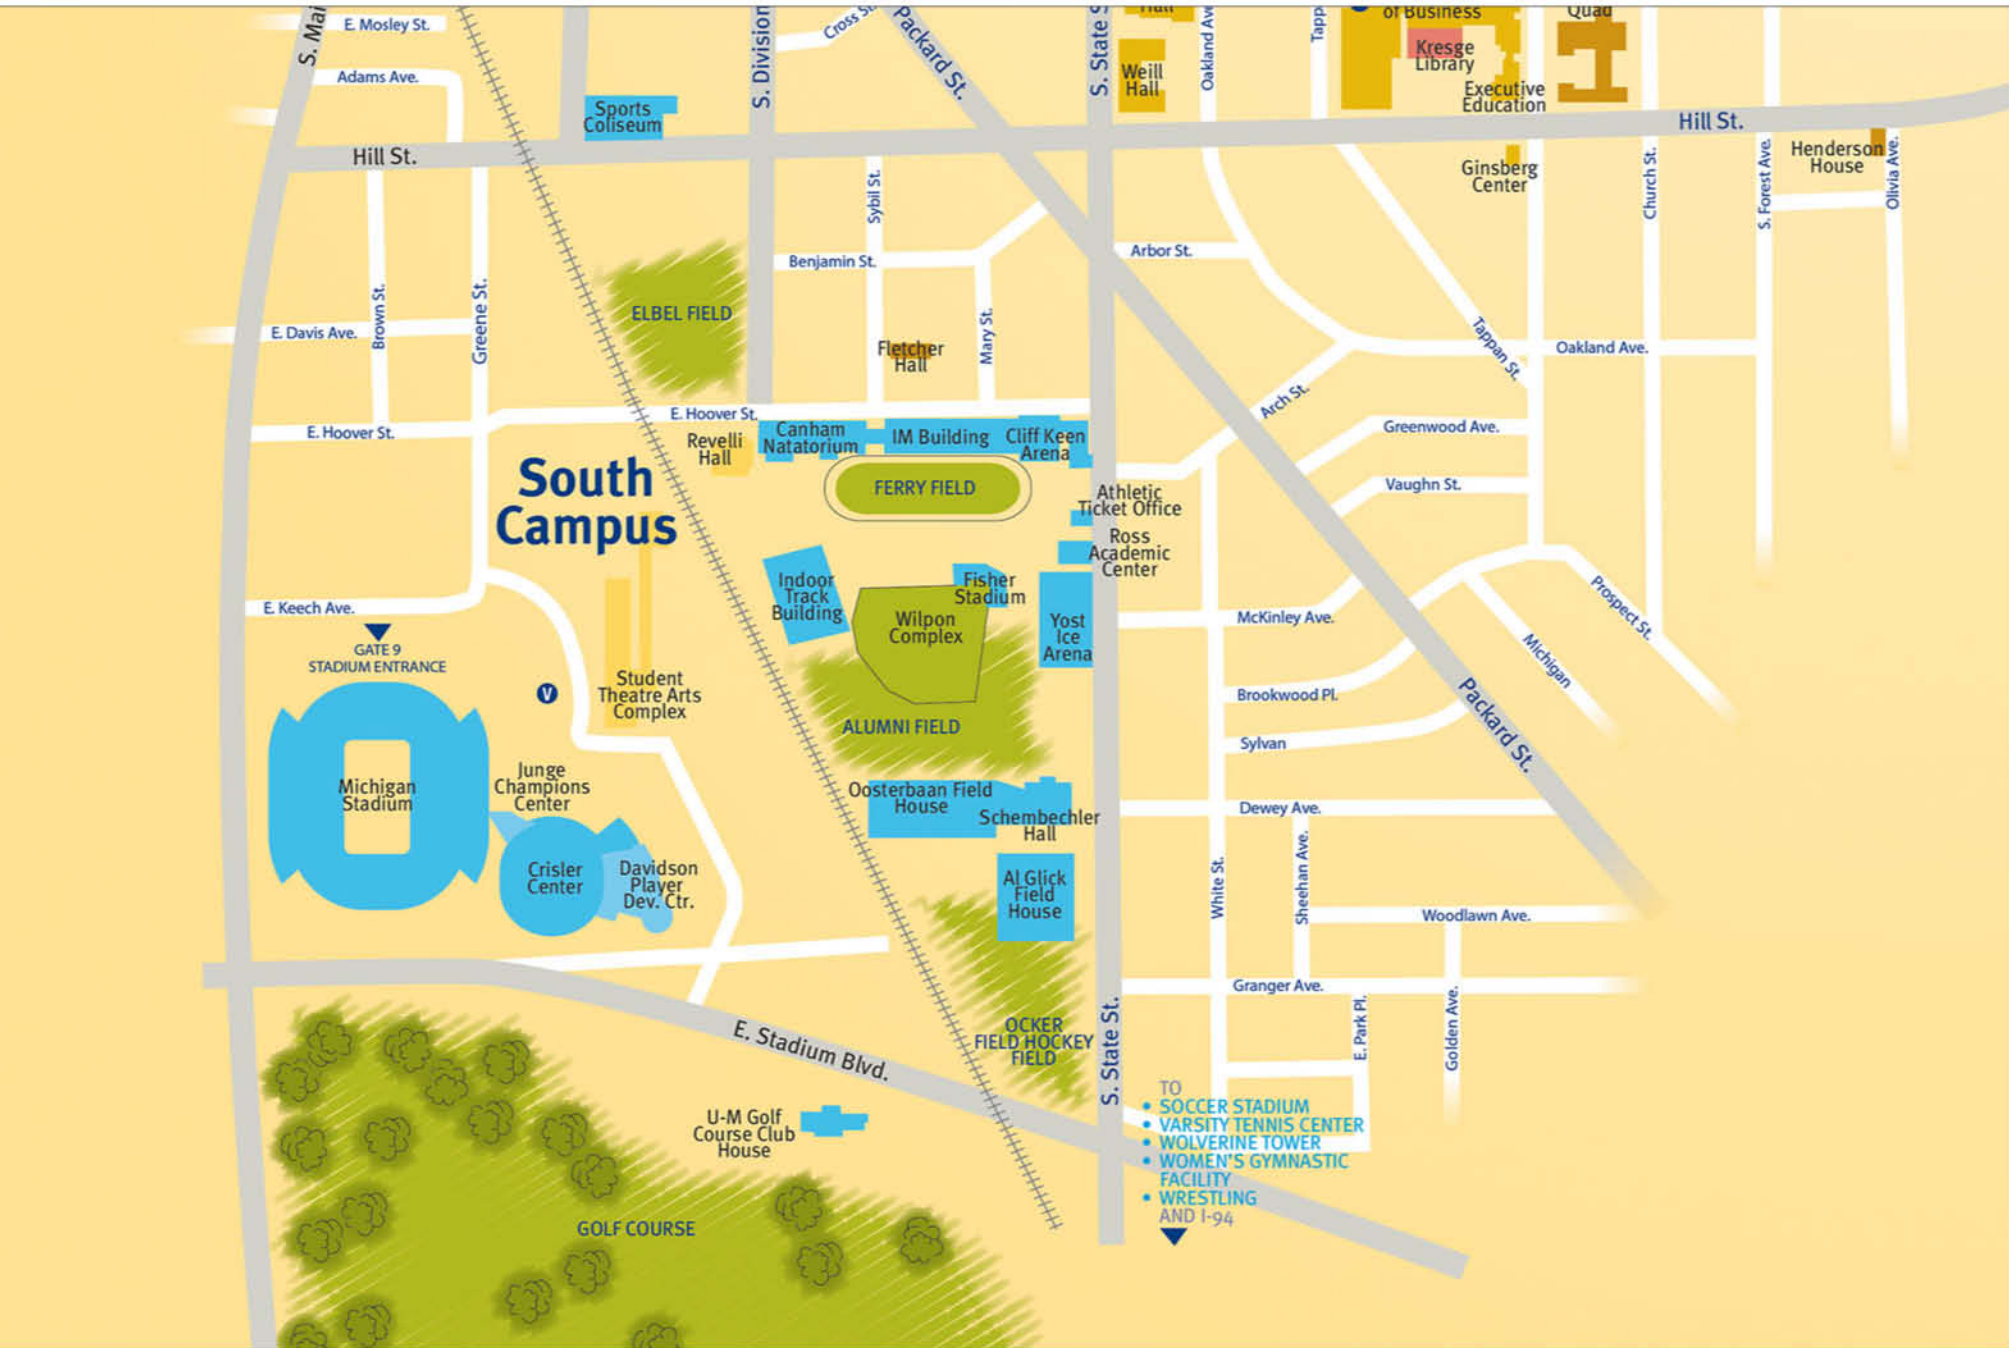 S. Mai
E. Mosley St.
Adams Ave.
S. Division
Cross St.
Packard St.
S. State S
Hall
Oakland Av
Tapp
of Business
Quad
Weill
Hall
Kresge
Library
Executive
Education
Sports
Coliseum
Hill St.
Hill St.
Henderson
House
Ginsberg
Center
Church St.
S. Forest Ave.
Olivia Ave.
Sybil St.
Benjamin St.
Arbor St.
Brown St.
Greene St.
E. Davis Ave.
ELBEL FIELD
Fletcher
Hall
Mary St.
Tappan St.
Oakland Ave.
Arch St.
E. Hoover St.
E. Hoover St.
Greenwood Ave.
Revelli
Hall
Canham
Natatorium
IM Building
Cliff Keen
Arena
South
Campus
FERRY FIELD
Vaughn St.
Athletic
Ticket Office
Ross
Academic
Center
Indoor
Track
Building
Fisher
Stadium
Wilpon
Complex
Yost
Ice
Arena
E. Keech Ave.
GATE 9
STADIUM ENTRANCE
McKinley Ave.
Prospect St.
Michigan
V
Student
Theatre Arts
Complex
Brookwood Pl.
Packard St.
ALUMNI FIELD
Sylvan
Michigan
Stadium
Junge
Champions
Center
Oosterbaan Field
House
Schembechler
Hall
Dewey Ave.
Crisler
Center
Davidson
Player
Dev. Ctr.
Al Glick
Field
House
White St.
Sheehan Ave.
Woodlawn Ave.
Granger Ave.
E. Stadium Blvd.
OCKER
FIELD HOCKEY
FIELD
S. State St.
E. Park Pl.
Golden Ave.
U-M Golf
Course Club
House
TO
• SOCCER STADIUM
• VARSITY TENNIS CENTER
• WOLVERINE TOWER
• WOMEN'S GYMNASTIC
FACILITY
• WRESTLING
AND I-94
GOLF COURSE